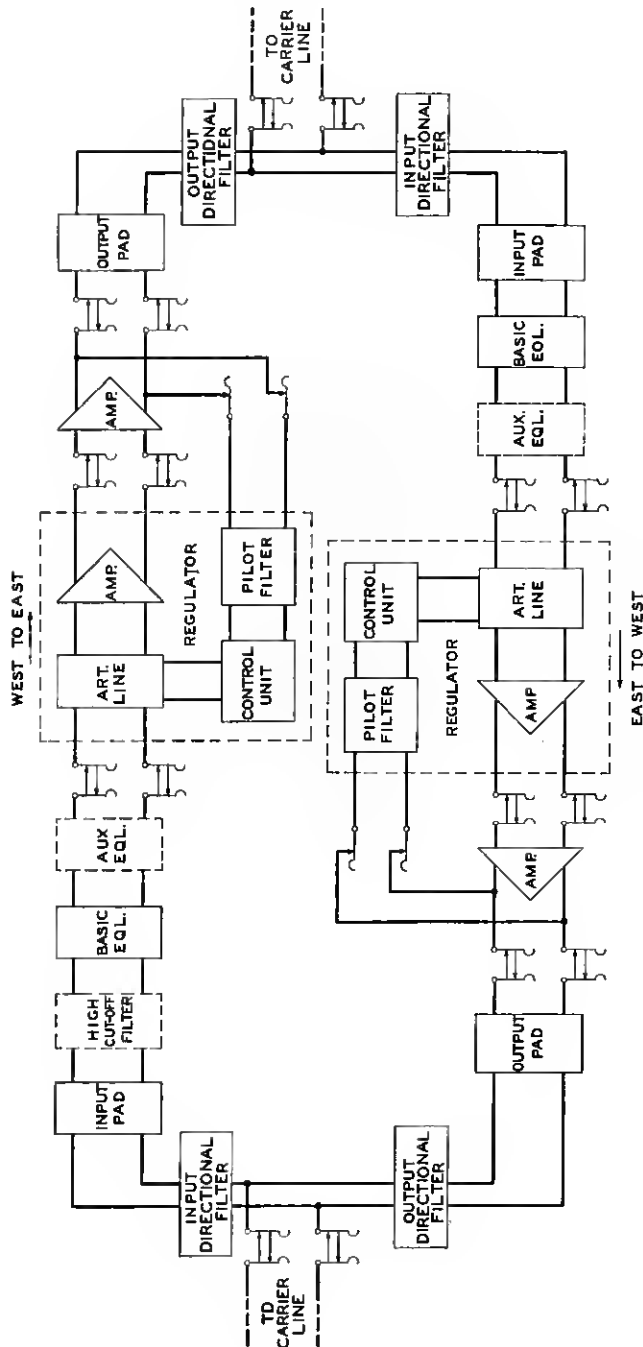 WEST TO EAST
INPUT PAD
HIGH
CUT-OFF
FILTER
BASIC
EQL.
AUX
EQL.
ART.
LINE
AMP.
REGULATOR
CONTROL
UNIT
PILOT
FILTER
AMP.
OUTPUT
PAD
INPUT
DIRECTIONAL
FILTER
OUTPUT
DIRECTIONAL
FILTER
TO
CARRIER
LINE
TO
CARRIER
LINE
OUTPUT
DIRECTIONAL
FILTER
INPUT
DIRECTIONAL
FILTER
OUTPUT
PAD
AMP.
PILOT
FILTER
CONTROL
UNIT
REGULATOR
AMP.
ART.
LINE
AUX.
EQL.
BASIC
EQL.
INPUT
PAD
EAST TO WEST